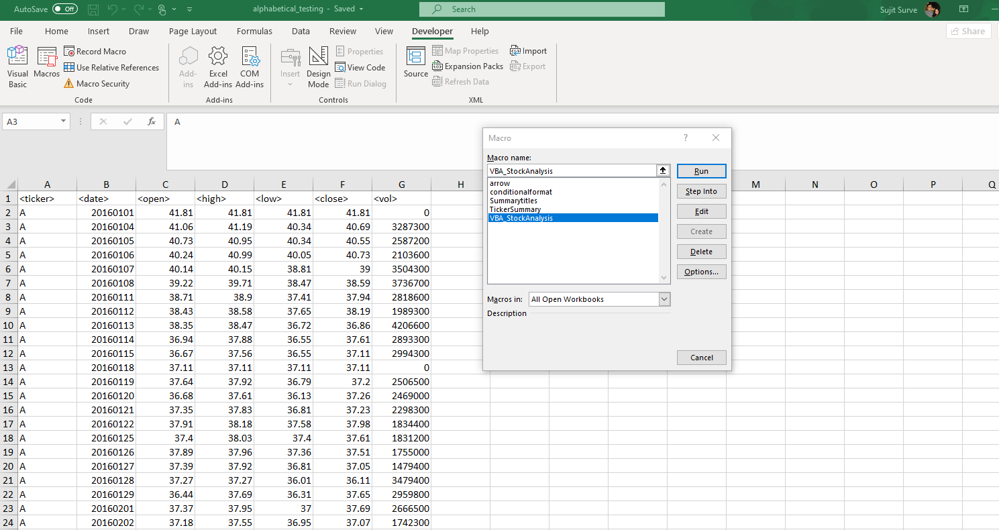 AutoSave Off alphabetical_testing - Saved Search Sujit Surve
File Home Insert Draw Page Layout Formulas Data Review View Developer Help Share
Visual Basic
Macros
Record Macro
Use Relative References
Macro Security
Code
Add-ins
Excel Add-ins
COM Add-ins
Add-ins
Insert
Design Mode
Properties
View Code
Run Dialog
Controls
Source
Map Properties
Expansion Packs
Refresh Data
Import
Export
XML
A3 fx A
Macro ?
Macro name:
VBA_StockAnalysis
arrow
conditionalformat
Summarytitles
TickerSummary
VBA_StockAnalysis
Run
Step Into
Edit
Create
Delete
Options...
Macros in: All Open Workbooks
Description
Cancel
A B C D E F G H M N O P Q
1 <ticker> <date> <open> <high> <low> <close> <vol>
2 A 20160101 41.81 41.81 41.81 41.81 0
3 A 20160104 41.06 41.19 40.34 40.69 3287300
4 A 20160105 40.73 40.95 40.34 40.55 2587200
5 A 20160106 40.24 40.99 40.05 40.73 2103600
6 A 20160107 40.14 40.15 38.81 39 3504300
7 A 20160108 39.22 39.71 38.47 38.59 3736700
8 A 20160111 38.71 38.9 37.41 37.94 2818600
9 A 20160112 38.43 38.58 37.65 38.19 1989300
10 A 20160113 38.35 38.47 36.72 36.86 4206600
11 A 20160114 36.94 37.88 36.55 37.61 2893300
12 A 20160115 36.67 37.56 36.55 37.11 2994300
13 A 20160118 37.11 37.11 37.11 37.11 0
14 A 20160119 37.64 37.92 36.79 37.2 2506500
15 A 20160120 36.68 37.61 36.13 37.26 2469000
16 A 20160121 37.35 37.83 36.81 37.23 2298300
17 A 20160122 37.91 38.18 37.58 37.98 1834400
18 A 20160125 37.4 38.03 37.4 37.61 1831200
19 A 20160126 37.89 37.96 37.36 37.51 1755000
20 A 20160127 37.39 37.92 36.81 37.05 1479400
21 A 20160128 37.27 37.27 36.01 36.11 3479400
22 A 20160129 36.44 37.69 36.31 37.65 2959800
23 A 20160201 37.37 37.95 37 37.69 2666500
24 A 20160202 37.18 37.55 36.95 37.07 1742300